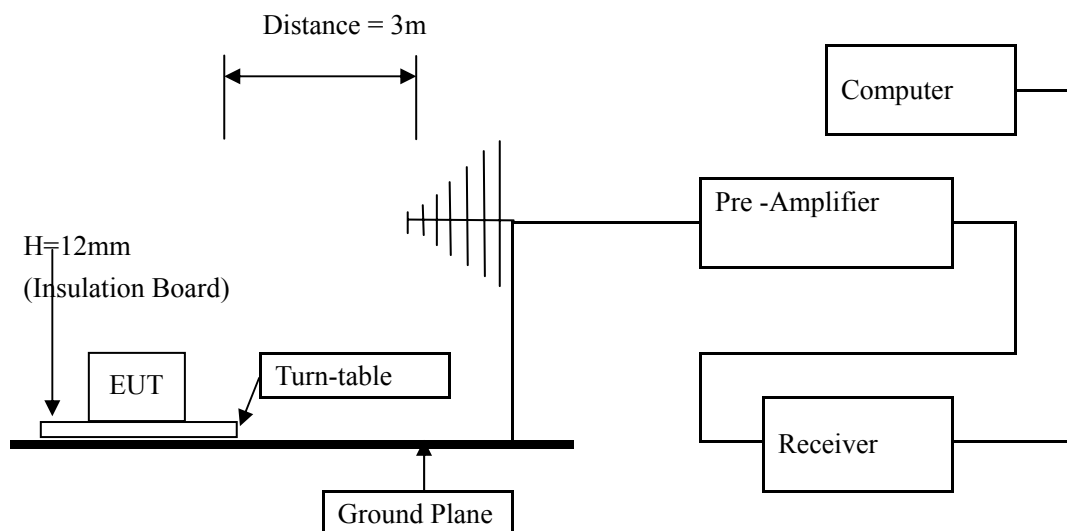 Distance = 3m
Computer
Pre -Amplifier
H=12mm
(Insulation Board)
EUT
Turn-table
Receiver
Ground Plane